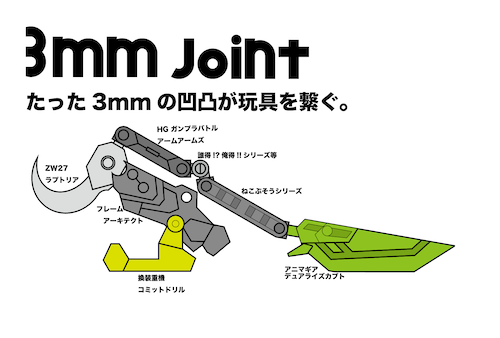 3mm Joint
たった3mmの凹凸が玩具を繋ぐ。
HG ガンプラバトル
アームアームズ
誰得!?俺得!!シリーズ等
ZW27
ラプトリア
ねこぶそうシリーズ
フレーム
アーキテクト
アニマギア
デュアライズカブト
換装重機
コミットドリル